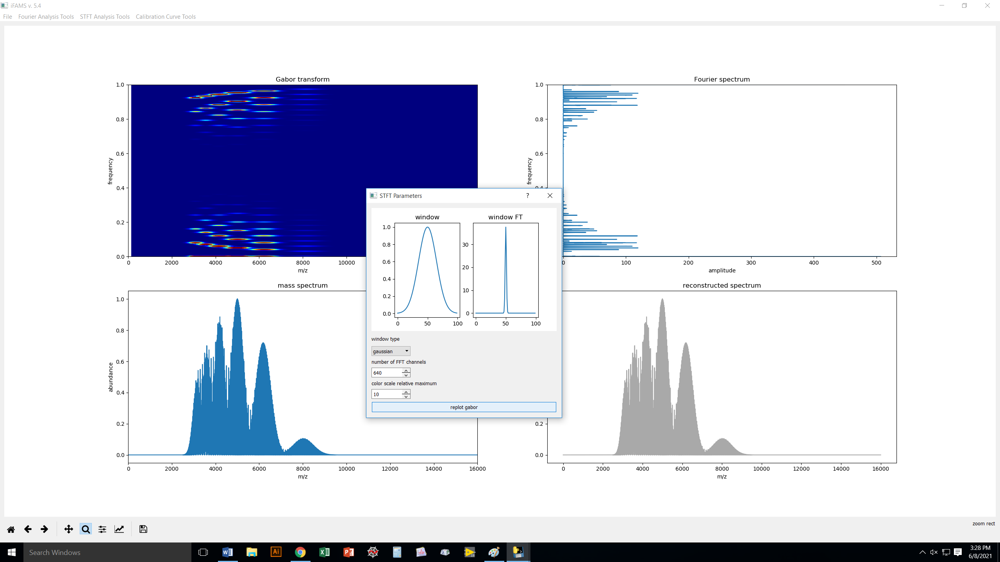 iFAMS v. 5.4
File Fourier Analysis Tools STFT Analysis Tools Calibration Curve Tools
Gabor transform
1.0
0.8
0.6
0.4
0.2
0.0
frequency
0 2000 4000 6000 8000 10000
m/z
Fourier spectrum
1.0
0.8
0.6
0.4
frequency
0 100 200 300 400 500
amplitude
STFT Parameters
?
window
1.0
0.8
0.6
0.4
0.2
0.0
0 50 100
window FT
30
20
10
0
0 50 100
window type
gaussian
number of FFT channels
640
color scale relative maximum
10
replot gabor
mass spectrum
1.0
0.8
0.6
0.4
0.2
0.0
abundance
0 2000 4000 6000 8000 10000 12000 14000 16000
m/z
reconstructed spectrum
0.2
0.0
0 2000 4000 6000 8000 10000 12000 14000 16000
m/z
zoom rect
Search Windows
Ai
19
3:28 PM
6/8/2021